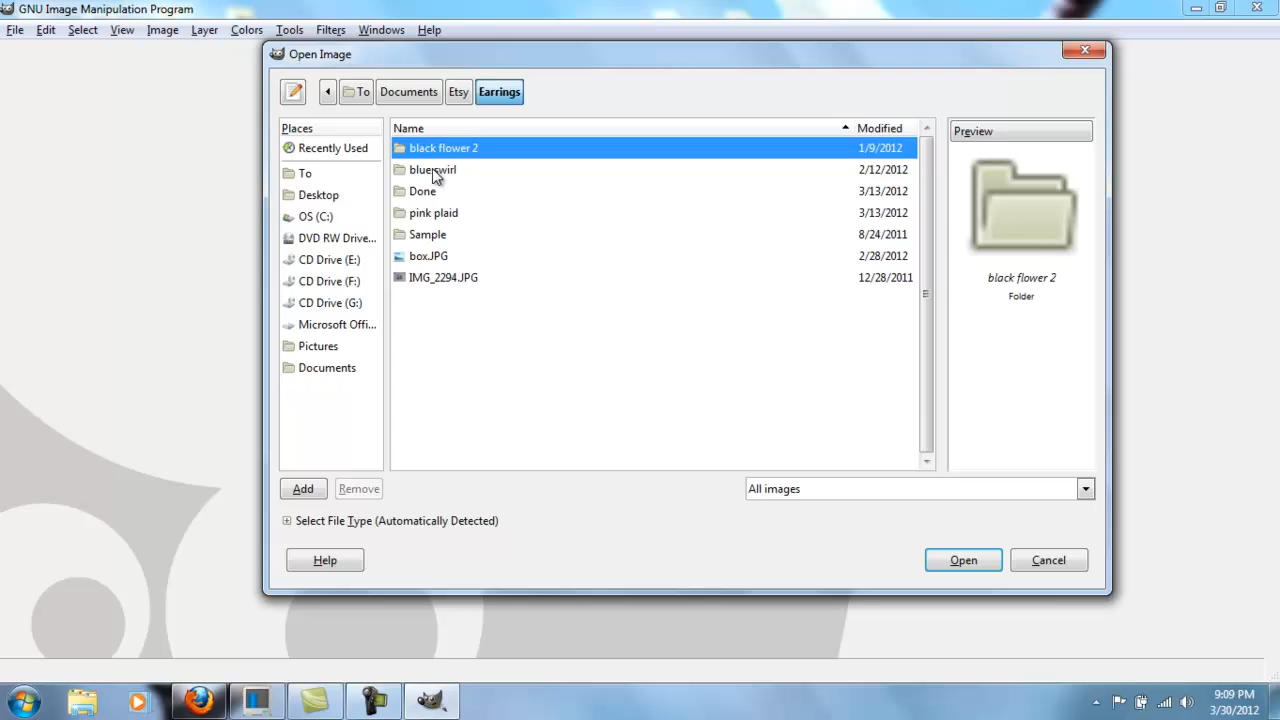 GNU Image Manipulation Program
File Edit Select View Image Layer Colors Tools Filters Windows Help
Open Image
To Documents Etsy Earrings
Places
Recently Used
To
Desktop
OS (C:)
DVD RW Drive...
CD Drive (E:)
CD Drive (F:)
CD Drive (G:)
Microsoft Offi...
Pictures
Documents
Name Modified
black flower 2 1/9/2012
blue swirl 2/12/2012
Done 3/13/2012
pink plaid 3/13/2012
Sample 8/24/2011
box.JPG 2/28/2012
IMG_2294.JPG 12/28/2011
Preview
black flower 2
Folder
Add Remove All images
Select File Type (Automatically Detected)
Help Open Cancel
9:09 PM
3/30/2012